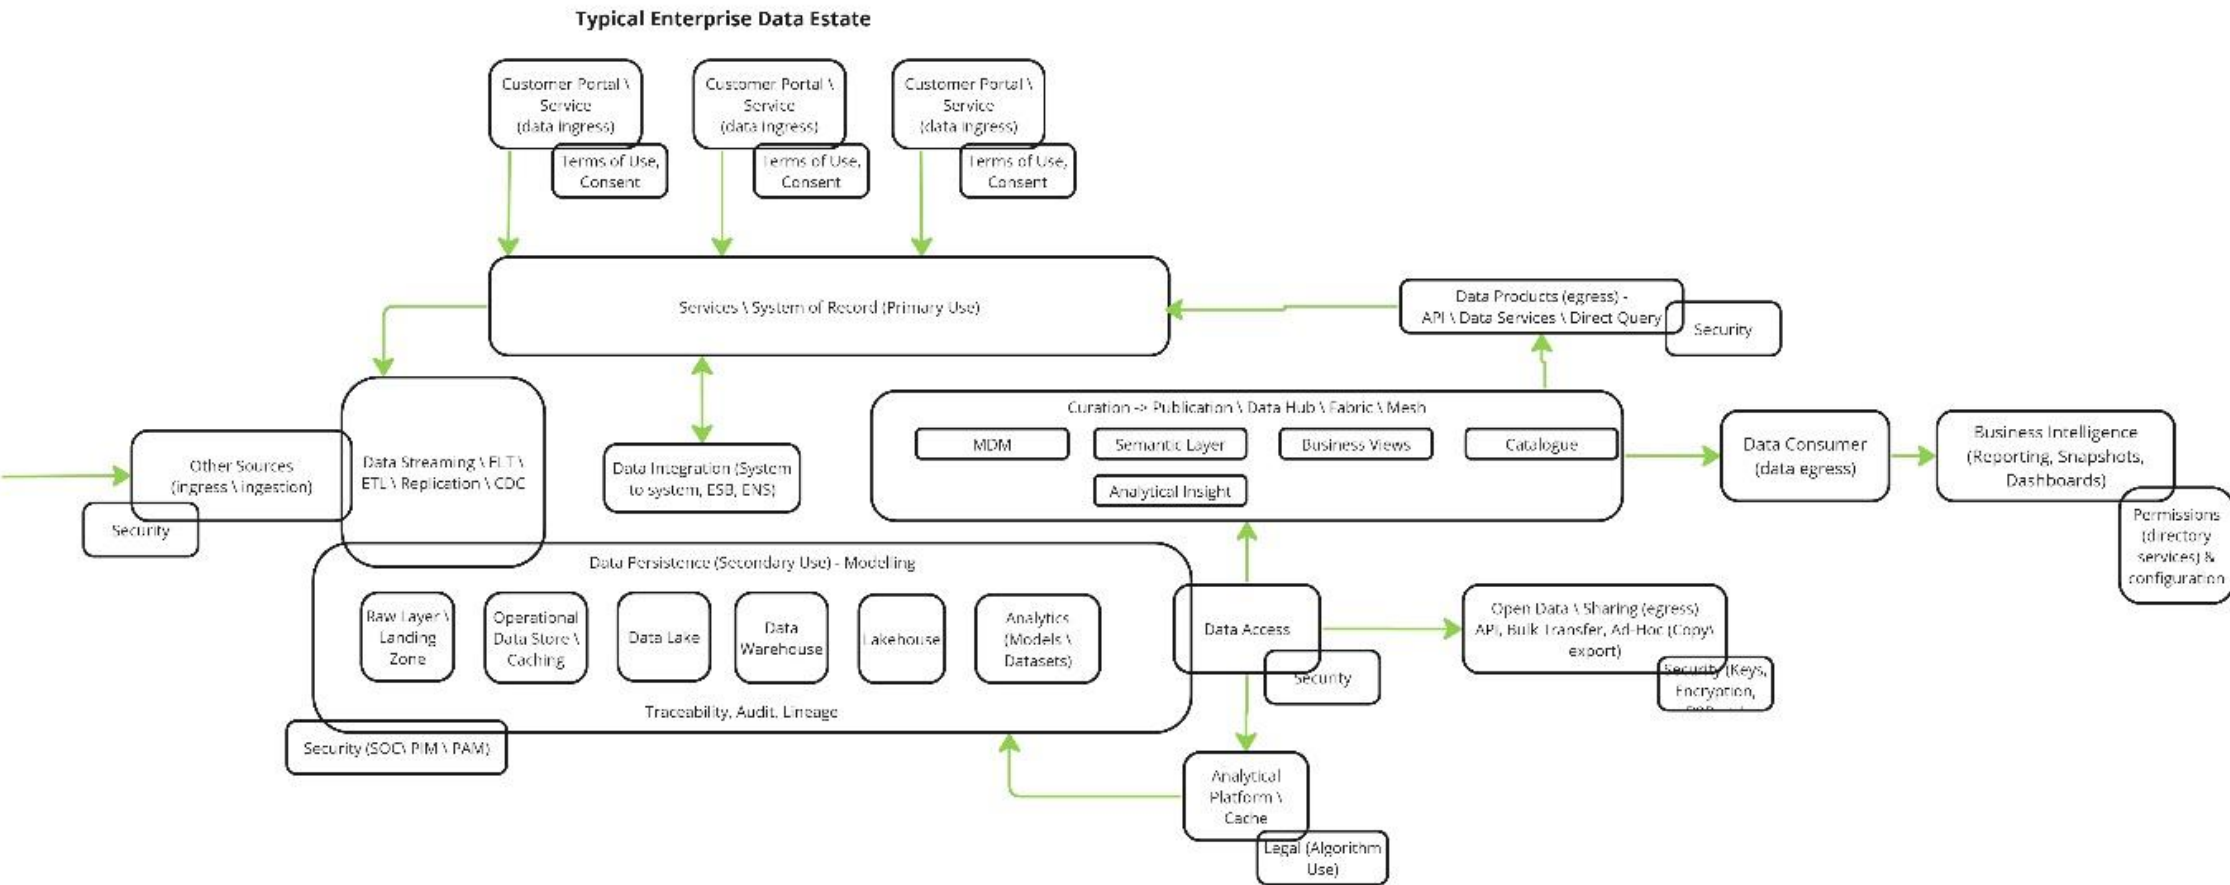 Typical Enterprise Data Estate
Customer Portal \
Service
(data ingress)
Terms of Use,
Consent
Customer Portal \
Service
(data ingress)
Terms of Use,
Consent
Customer Portal \
Service
(data ingress)
Terms of Use,
Consent
Services \ System of Record (Primary Use)
Data Products (egress) -
API \ Data Services \ Direct Query
Security
Other Sources
(ingress \ ingestion)
Security
Data Streaming \ ELT \
ETL \ Replication \ CDC
Data Integration (System
to system, ESB, ENS)
Curation -> Publication \ Data Hub \ Fabric \ Mesh
MDM
Semantic Layer
Business Views
Catalogue
Analytical Insight
Data Consumer
(data egress)
Business Intelligence
(Reporting, Snapshots,
Dashboards)
Permissions
(directory
services) &
configuration
Data Persistence (Secondary Use) - Modelling
Raw Layer \
Landing
Zone
Operational
Data Store \
Caching
Data Lake
Data
Warehouse
Lakehouse
Analytics
(Models \
Datasets)
Traceability, Audit, Lineage
Security (SOC\ PIM \ PAM)
Data Access
Security
Open Data \ Sharing (egress)
API, Bulk Transfer, Ad-Hoc (Copy\
export)
Security (Keys,
Encryption,
Analytical
Platform \
Cache
Legal (Algorithm
Use)